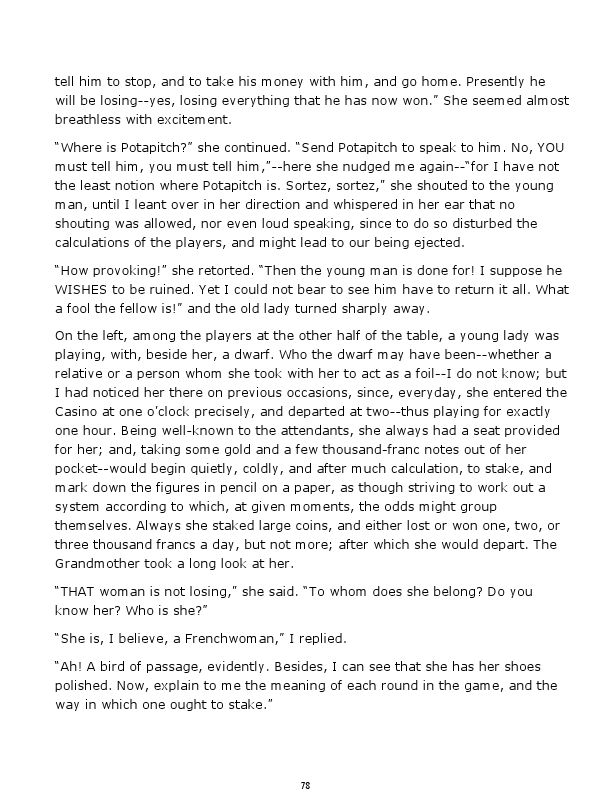 tell him to stop, and to take his money with him, and go home. Presently he
will be losing--yes, losing everything that he has now won.” She seemed almost
breathless with excitement.
“Where is Potapitch?” she continued. “Send Potapitch to speak to him. No, YOU
must tell him, you must tell him,”--here she nudged me again--“for I have not
the least notion where Potapitch is. Sortez, sortez,” she shouted to the young
man, until I leant over in her direction and whispered in her ear that no
shouting was allowed, nor even loud speaking, since to do so disturbed the
calculations of the players, and might lead to our being ejected.
“How provoking!” she retorted. “Then the young man is done for! I suppose he
WISHES to be ruined. Yet I could not bear to see him have to return it all. What
a fool the fellow is!” and the old lady turned sharply away.
On the left, among the players at the other half of the table, a young lady was
playing, with, beside her, a dwarf. Who the dwarf may have been--whether a
relative or a person whom she took with her to act as a foil--I do not know; but
I had noticed her there on previous occasions, since, everyday, she entered the
Casino at one o’clock precisely, and departed at two--thus playing for exactly
one hour. Being well-known to the attendants, she always had a seat provided
for her; and, taking some gold and a few thousand-franc notes out of her
pocket--would begin quietly, coldly, and after much calculation, to stake, and
mark down the figures in pencil on a paper, as though striving to work out a
system according to which, at given moments, the odds might group
themselves. Always she staked large coins, and either lost or won one, two, or
three thousand francs a day, but not more; after which she would depart. The
Grandmother took a long look at her.
“THAT woman is not losing,” she said. “To whom does she belong? Do you
know her? Who is she?”
“She is, I believe, a Frenchwoman,” I replied.
“Ah! A bird of passage, evidently. Besides, I can see that she has her shoes
polished. Now, explain to me the meaning of each round in the game, and the
way in which one ought to stake.”
78